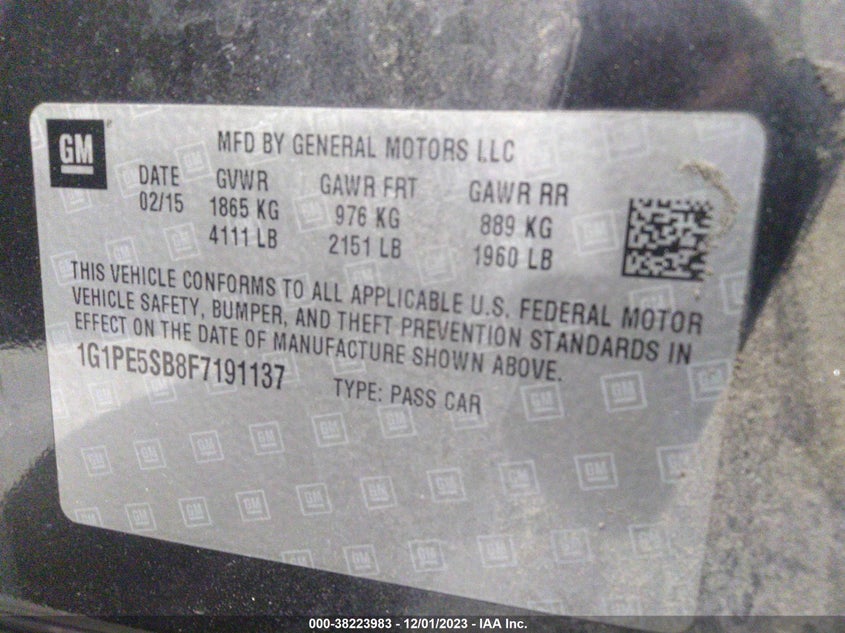 GM
MFD BY GENERAL MOTORS LLC
DATE GVWR GAWR FRT GAWR RR
02/15 1865 KG 976 KG 889 KG
4111 LB 2151 LB 1960 LB
THIS VEHICLE CONFORMS TO ALL APPLICABLE U.S. FEDERAL MOTOR
VEHICLE SAFETY, BUMPER, AND THEFT PREVENTION STANDARDS IN
EFFECT ON THE DATE OF MANUFACTURE SHOWN ABOVE.
1G1PE5SB8F7191137 TYPE: PASS CAR
000-38223983 - 12/01/2023 - IAA Inc.